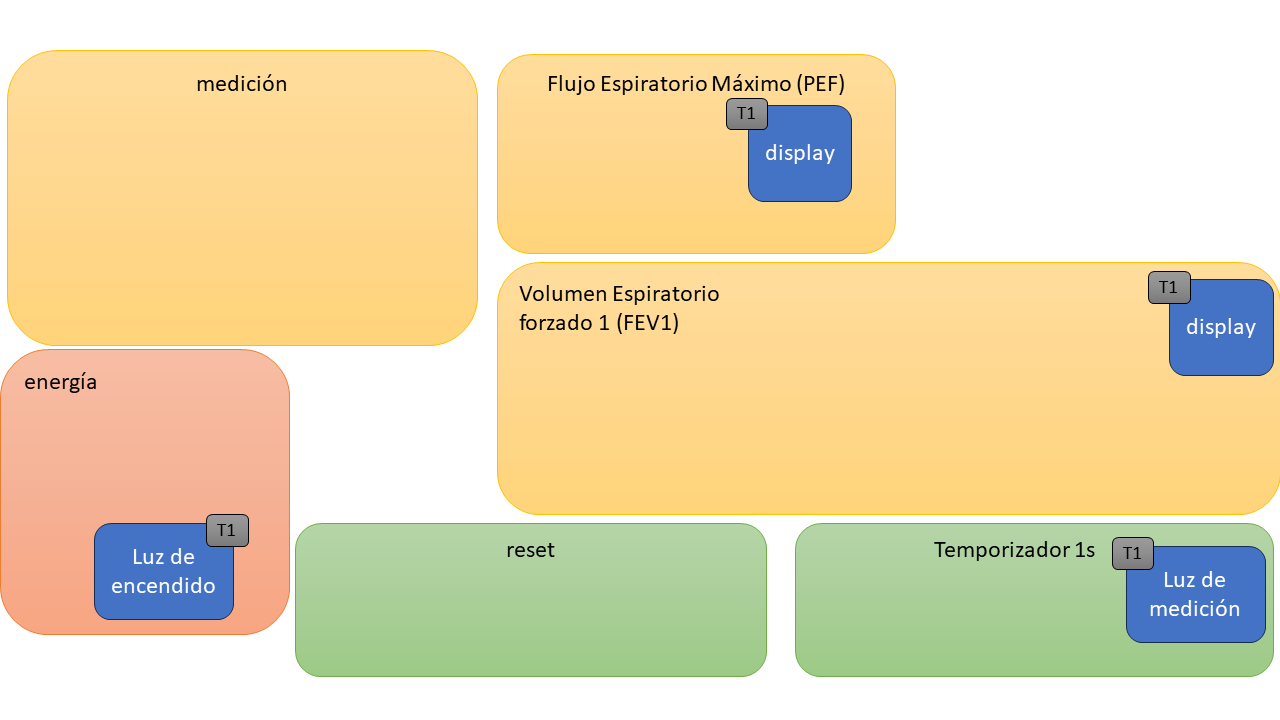 medición
Flujo Espiratorio Máximo (PEF)
T1
display
Volumen Espiratorio
forzado 1 (FEV1)
T1
display
energía
T1
Luz de
encendido
reset
Temporizador 1s
T1
Luz de
medición